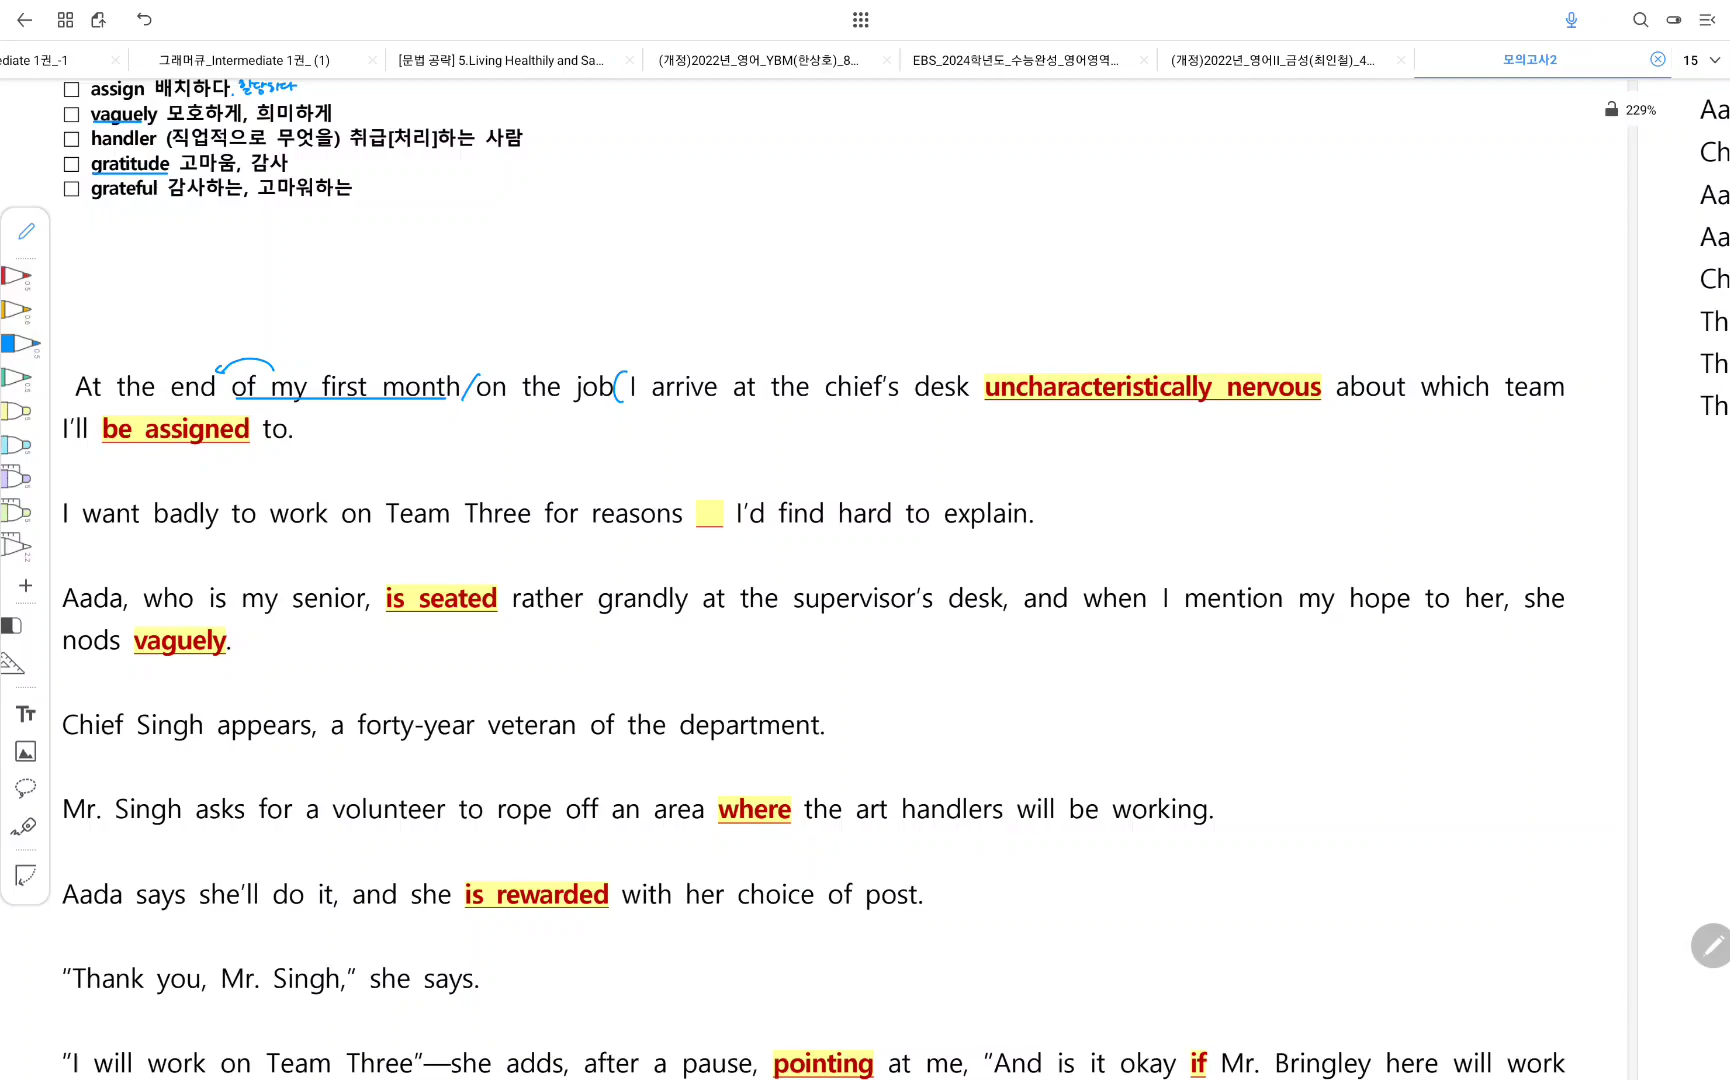 ediate 1권_-1
그래머큐_Intermediate 1권_ (1)
[문법 공략] 5.Living Healthily and Sa...
(개정)2022년_영어_YBM(한상호)_8...
EBS_2024학년도_수능완성_영어영역...
(개정)2022년_영어II_금성(최인철)_4...
모의고사2
15
229%
assign 배치하다. 할당하다
vaguely 모호하게, 희미하게
handler (직업적으로 무엇을) 취급[처리]하는 사람
gratitude 고마움, 감사
grateful 감사하는, 고마워하는
At the end of my first month/on the job( I arrive at the chief's desk uncharacteristically nervous about which team
I'll be assigned to.
I want badly to work on Team Three for reasons I'd find hard to explain.
Aada, who is my senior, is seated rather grandly at the supervisor's desk, and when I mention my hope to her, she
nods vaguely.
Chief Singh appears, a forty-year veteran of the department.
Mr. Singh asks for a volunteer to rope off an area where the art handlers will be working.
Aada says she'll do it, and she is rewarded with her choice of post.
"Thank you, Mr. Singh," she says.
"I will work on Team Three"—she adds, after a pause, pointing at me, "And is it okay if Mr. Bringley here will work
Aa
Ch
Aa
Aa
Ch
Th
Th
Th
Tт